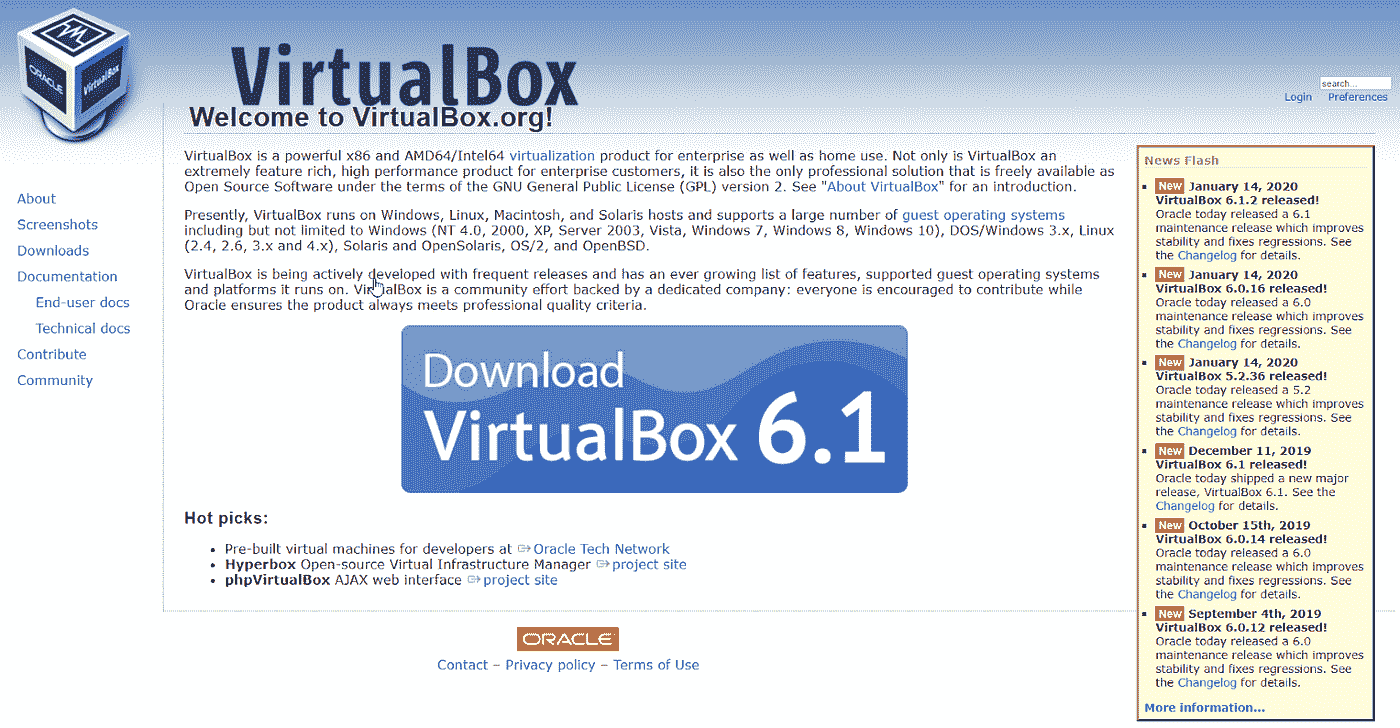 ORACLE
VirtualBox
VirtualBox
search...
Login Preferences
Welcome to VirtualBox.org!
About
Screenshots
Downloads
Documentation
End-user docs
Technical docs
Contribute
Community
VirtualBox is a powerful x86 and AMD64/Intel64 virtualization product for enterprise as well as home use. Not only is VirtualBox an
extremely feature rich, high performance product for enterprise customers, it is also the only professional solution that is freely available as
Open Source Software under the terms of the GNU General Public License (GPL) version 2. See "About VirtualBox" for an introduction.
Presently, VirtualBox runs on Windows, Linux, Macintosh, and Solaris hosts and supports a large number of guest operating systems
including but not limited to Windows (NT 4.0, 2000, XP, Server 2003, Vista, Windows 7, Windows 8, Windows 10), DOS/Windows 3.x, Linux
(2.4, 2.6, 3.x and 4.x), Solaris and OpenSolaris, OS/2, and OpenBSD.
VirtualBox is being actively developed with frequent releases and has an ever growing list of features, supported guest operating systems
and platforms it runs on. VirtualBox is a community effort backed by a dedicated company: everyone is encouraged to contribute while
Oracle ensures the product always meets professional quality criteria.
Download
VirtualBox 6.1
Hot picks:
Pre-built virtual machines for developers at Oracle Tech Network
Hyperbox Open-source Virtual Infrastructure Manager project site
phpVirtualBox AJAX web interface project site
ORACLE
Contact – Privacy policy – Terms of Use
News Flash
New January 14, 2020
VirtualBox 6.1.2 released!
Oracle today released a 6.1
maintenance release which improves
stability and fixes regressions. See
the Changelog for details.
New January 14, 2020
VirtualBox 6.0.16 released!
Oracle today released a 6.0
maintenance release which improves
stability and fixes regressions. See
the Changelog for details.
New January 14, 2020
VirtualBox 5.2.36 released!
Oracle today released a 5.2
maintenance release which improves
stability and fixes regressions. See
the Changelog for details.
New December 11, 2019
VirtualBox 6.1 released!
Oracle today shipped a new major
release, VirtualBox 6.1. See the
Changelog for details.
New October 15th, 2019
VirtualBox 6.0.14 released!
Oracle today released a 6.0
maintenance release which improves
stability and fixes regressions. See
the Changelog for details.
New September 4th, 2019
VirtualBox 6.0.12 released!
Oracle today released a 6.0
maintenance release which improves
stability and fixes regressions. See
the Changelog for details.
More information...